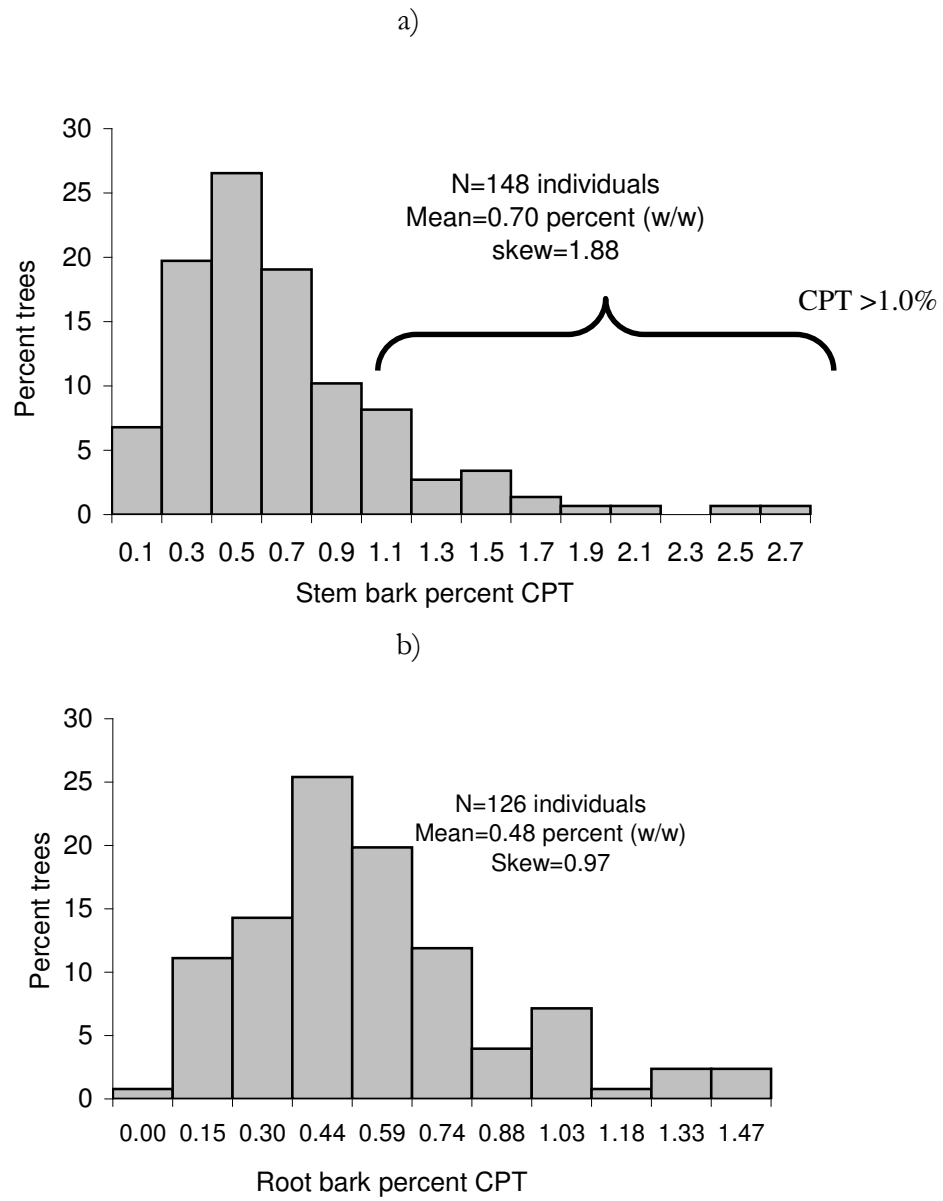 a)
30
25
20
15
10
5
0
Percent trees
N=148 individuals
Mean=0.70 percent (w/w)
skew=1.88
CPT >1.0%
0.1 0.3 0.5 0.7 0.9 1.1 1.3 1.5 1.7 1.9 2.1 2.3 2.5 2.7
Stem bark percent CPT
b)
30
25
20
15
10
5
0
Percent trees
N=126 individuals
Mean=0.48 percent (w/w)
Skew=0.97
0.00 0.15 0.30 0.44 0.59 0.74 0.88 1.03 1.18 1.33 1.47
Root bark percent CPT